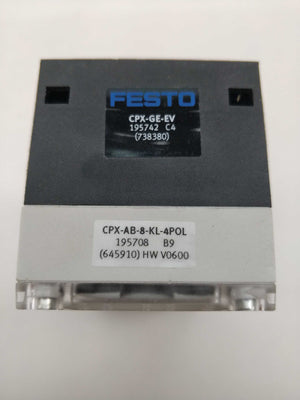 FESTO
CPX-GE-EV
195742 C4
(738380)
CPX-AB-8-KL-4POL
195708 B9
(645910) HW V0600